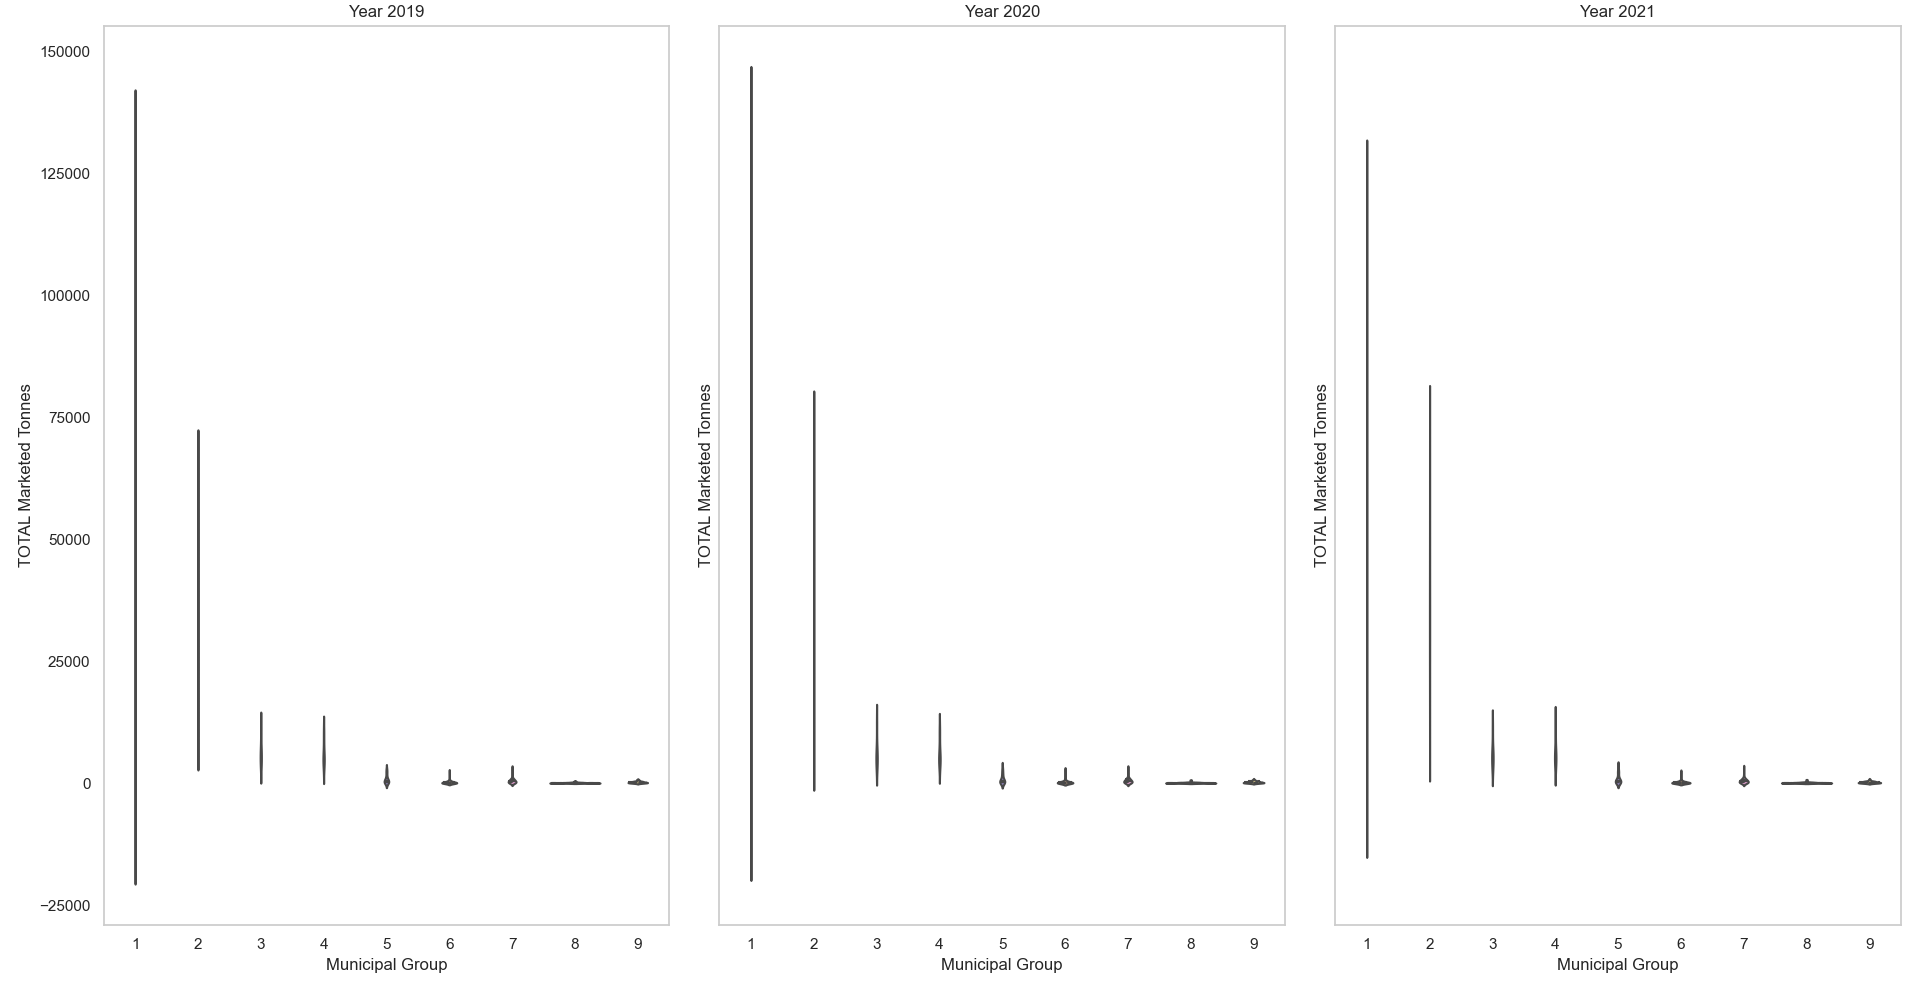 Year 2019
Year 2020
Year 2021
TOTAL Marketed Tonnes
150000
125000
100000
75000
50000
25000
0
−25000
TOTAL Marketed Tonnes
TOTAL Marketed Tonnes
1 2 3 4 5 6 7 8 9
1 2 3 4 5 6 7 8 9
1 2 3 4 5 6 7 8 9
Municipal Group
Municipal Group
Municipal Group